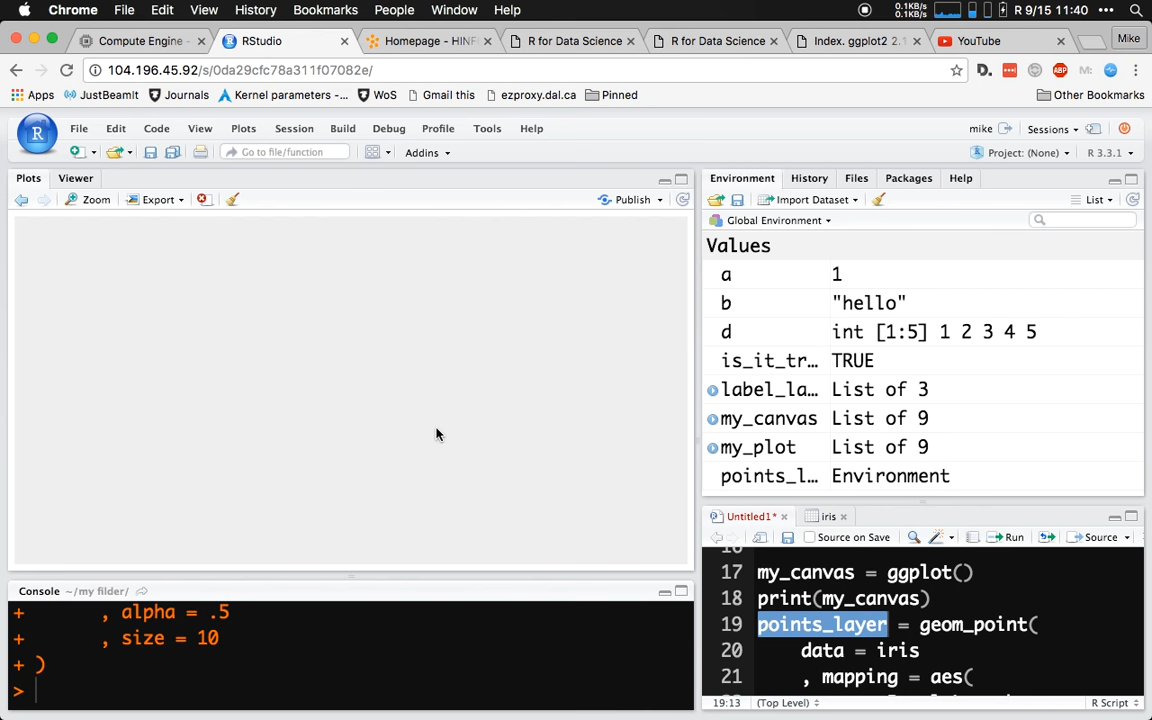 Chrome File Edit View History Bookmarks People Window Help 0.1KB/s 0.1KB/s R 9/15 11:40
Compute Engine - RStudio Homepage - HINF R for Data Science R for Data Science Index. ggplot2 2.1 YouTube Mike
104.196.45.92/s/0da29cfc78a311f07082e/ D. ABP M:
Apps JustBeamIt Journals Kernel parameters -... WoS Gmail this ezproxy.dal.ca Pinned Other Bookmarks
R File Edit Code View Plots Session Build Debug Profile Tools Help mike Sessions
Go to file/function Addins Project: (None) R 3.3.1
Plots Viewer
Zoom Export Publish
Environment History Files Packages Help
Import Dataset List
Global Environment
Values
a 1
b "hello"
d int [1:5] 1 2 3 4 5
is_it_tr… TRUE
label_la… List of 3
my_canvas List of 9
my_plot List of 9
points_l… Environment
Console ~/my filder/
+ , alpha = .5
+ , size = 10
+ )
>
Untitled1* iris
Source on Save Run Source
17 my_canvas = ggplot()
18 print(my_canvas)
19 points_layer = geom_point(
20 data = iris
21 , mapping = aes(
19:13 (Top Level) R Script